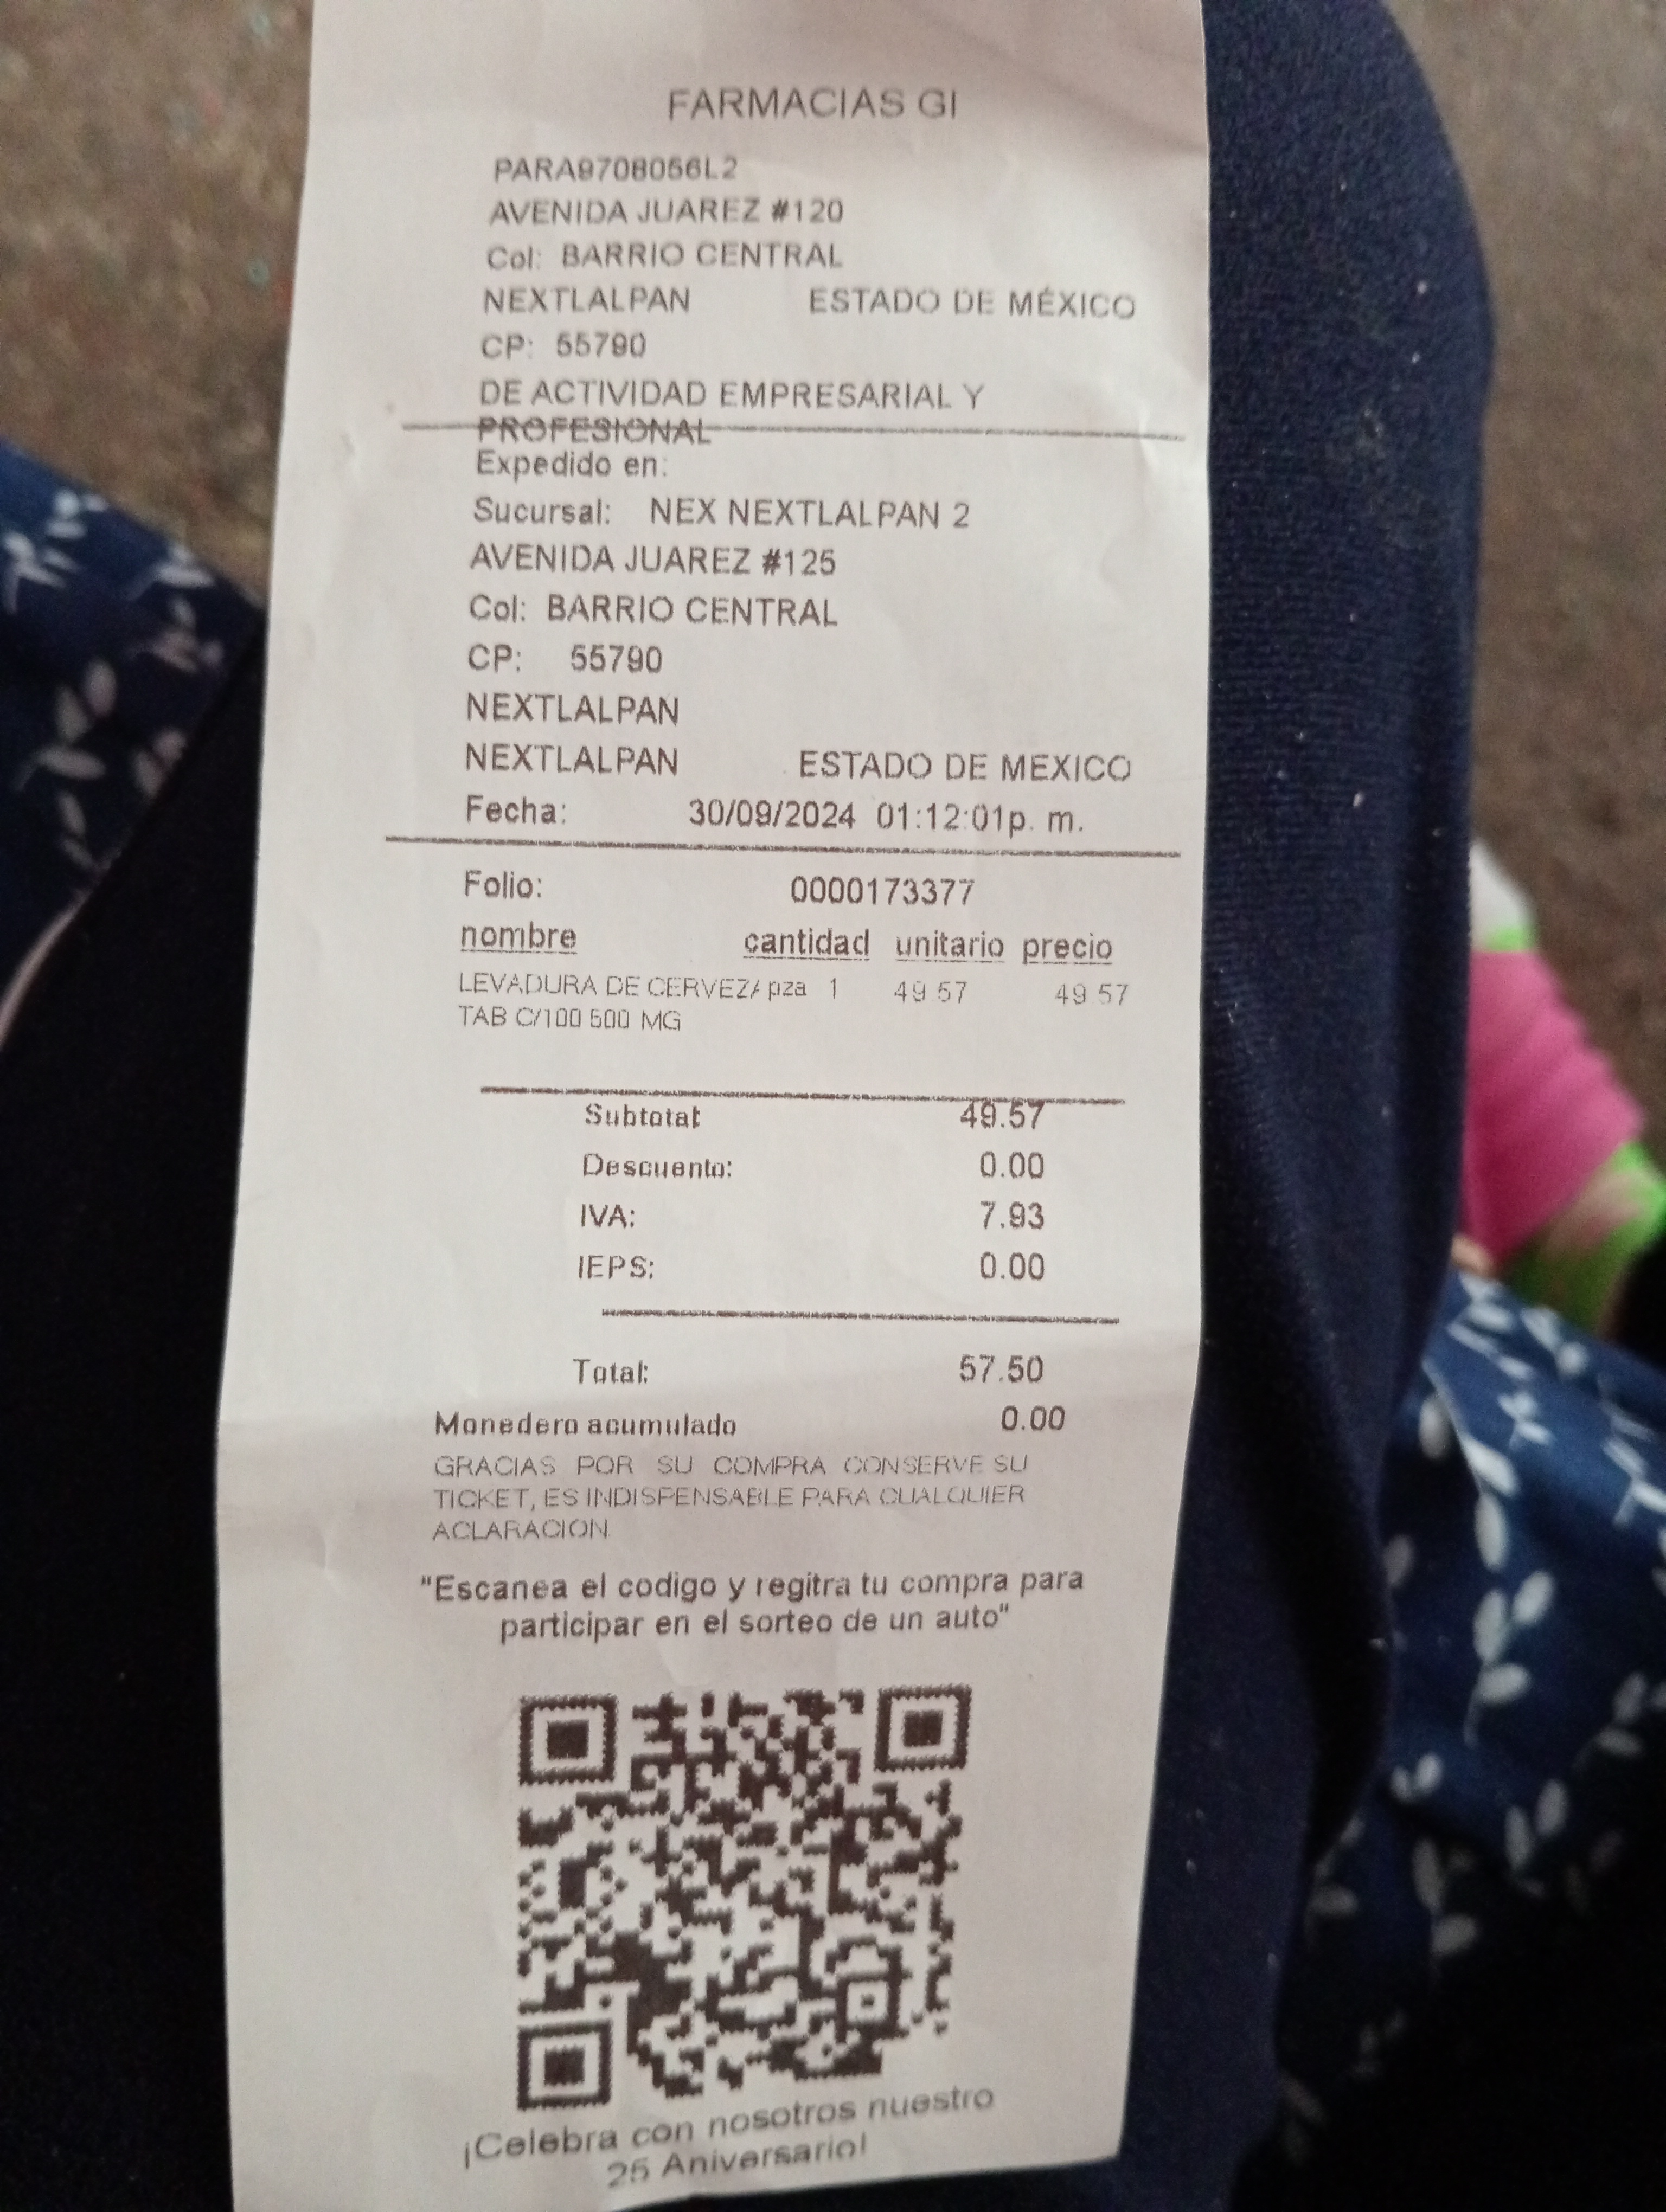 FARMACIAS GI
PARA9708056L2
AVENIDA JUAREZ #120
Col: BARRIO CENTRAL
NEXTLALPAN ESTADO DE MÉXICO
CP: 55790
DE ACTIVIDAD EMPRESARIAL Y
PROFESIONAL
Expedido en:
Sucursal: NEX NEXTLALPAN 2
AVENIDA JUAREZ #125
Col: BARRIO CENTRAL
CP: 55790
NEXTLALPAN
NEXTLALPAN ESTADO DE MEXICO
Fecha: 30/09/2024 01:12:01p. m.
Folio: 0000173377
nombre cantidad unitario precio
LEVADURA DE CERVEZA pza 1 49.57 49.57
TAB C/100 500 MG
Subtotal: 49.57
Descuento: 0.00
IVA: 7.93
IEPS: 0.00
Total: 57.50
Monedero acumulado 0.00
GRACIAS POR SU COMPRA CONSERVE SU
TICKET, ES INDISPENSABLE PARA CUALQUIER
ACLARACION.
"Escanea el codigo y regitra tu compra para
participar en el sorteo de un auto"
¡Celebra con nosotros nuestro
25 Aniversario!